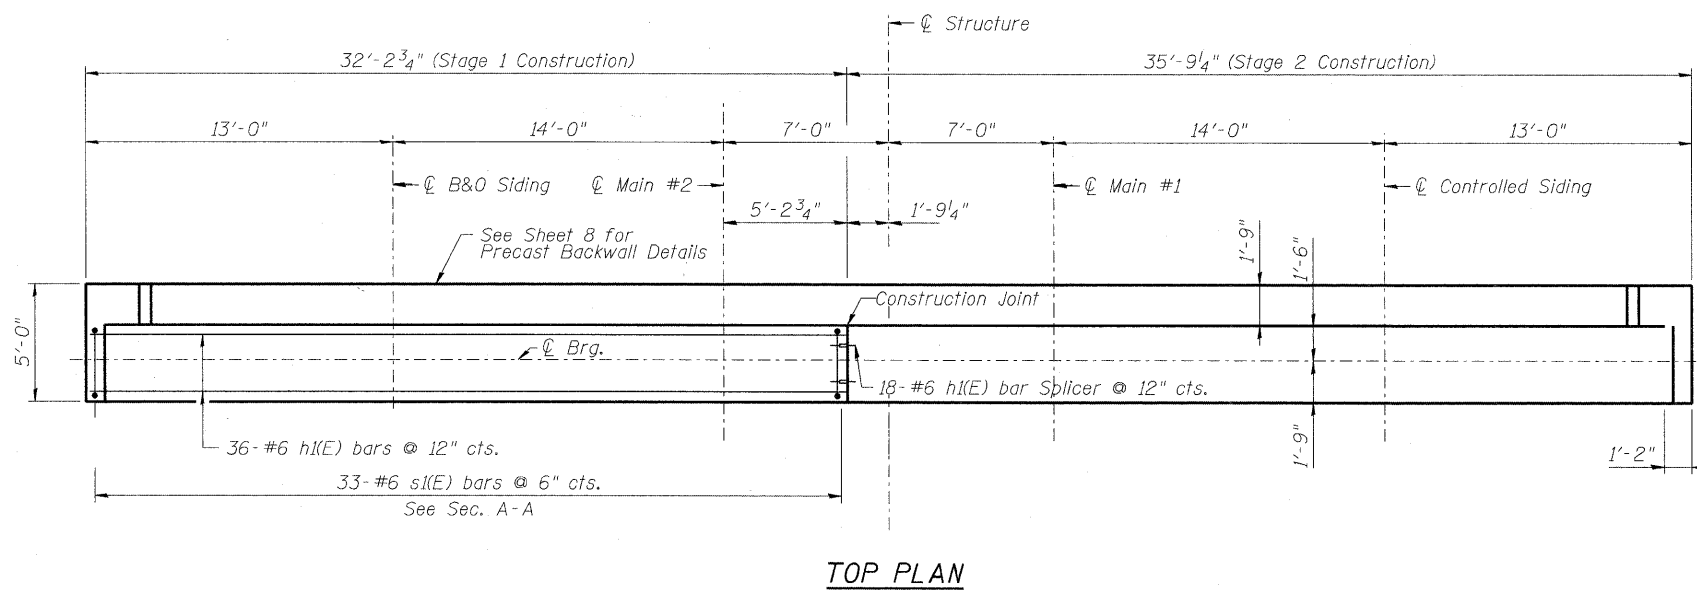 ℄ Structure
32'-2¾" (Stage 1 Construction)
35'-9¼" (Stage 2 Construction)
13'-0"
14'-0"
7'-0"
7'-0"
14'-0"
13'-0"
℄ B&O Siding
℄ Main #2
℄ Main #1
℄ Controlled Siding
5'-2¾"
1'-9¼"
See Sheet 8 for
Precast Backwall Details
1'-9"
1'-6"
Construction Joint
5'-0"
℄ Brg.
18-#6 h1(E) bar Splicer @ 12" cts.
36-#6 h1(E) bars @ 12" cts.
1'-9"
1'-2"
33-#6 s1(E) bars @ 6" cts.
See Sec. A-A
TOP PLAN